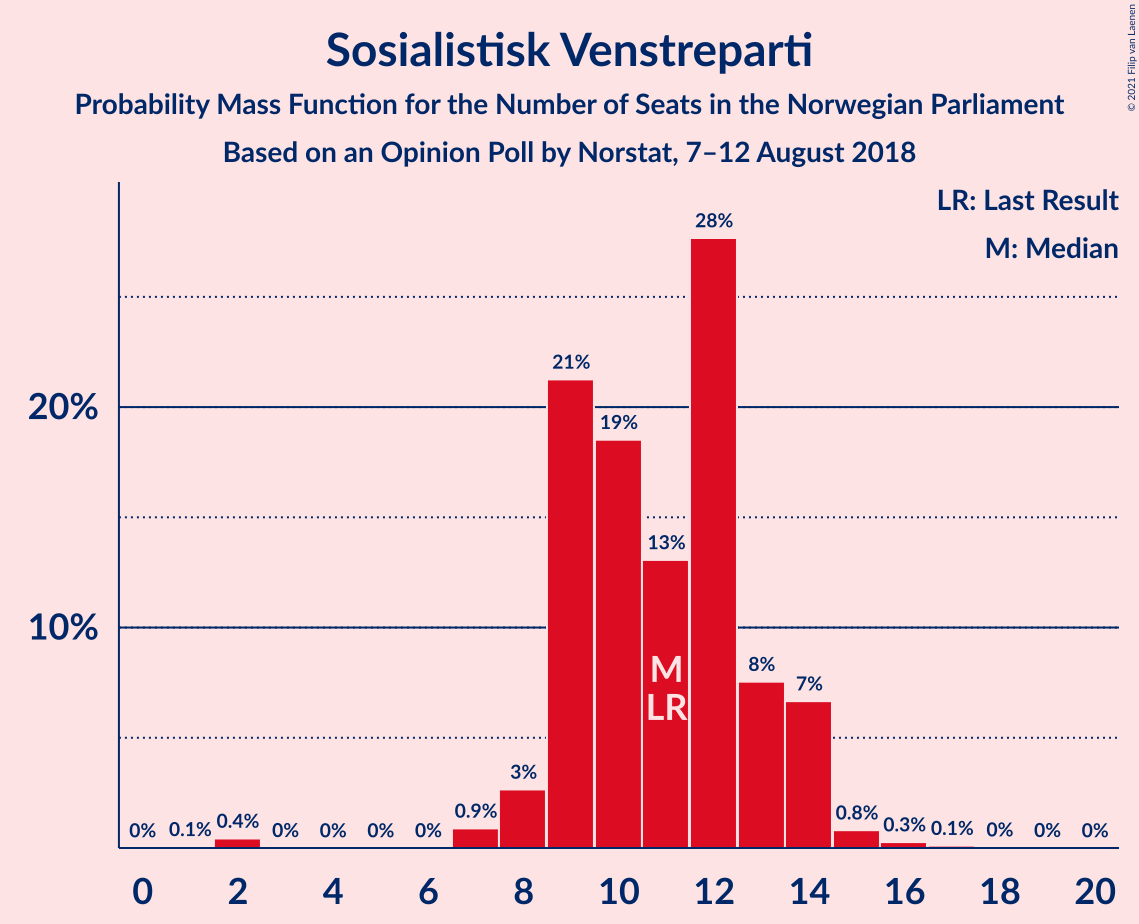 Sosialistisk Venstreparti
Probability Mass Function for the Number of Seats in the Norwegian Parliament
Based on an Opinion Poll by Norstat, 7–12 August 2018
© 2021 Filip van Laenen
LR: Last Result
M: Median
28%
21%
20%
19%
13%
10%
M
LR
8%
7%
3%
0% 0.1% 0.4% 0% 0% 0% 0% 0.9% 0.8% 0.3% 0.1% 0% 0% 0%
0 2 4 6 8 10 12 14 16 18 20